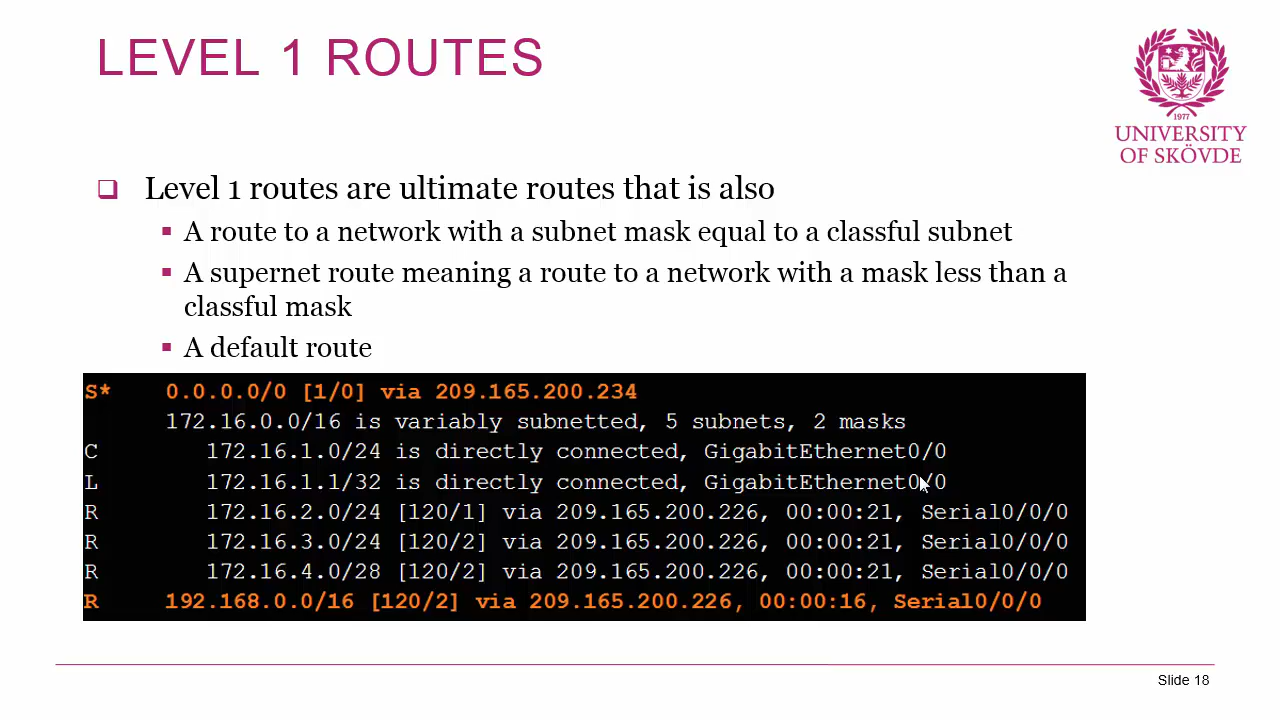 LEVEL 1 ROUTES
1977
UNIVERSITY
OF SKÖVDE
Level 1 routes are ultimate routes that is also
A route to a network with a subnet mask equal to a classful subnet
A supernet route meaning a route to a network with a mask less than a
classful mask
A default route
S* 0.0.0.0/0 [1/0] via 209.165.200.234
172.16.0.0/16 is variably subnetted, 5 subnets, 2 masks
C 172.16.1.0/24 is directly connected, GigabitEthernet0/0
L 172.16.1.1/32 is directly connected, GigabitEthernet0/0
R 172.16.2.0/24 [120/1] via 209.165.200.226, 00:00:21, Serial0/0/0
R 172.16.3.0/24 [120/2] via 209.165.200.226, 00:00:21, Serial0/0/0
R 172.16.4.0/28 [120/2] via 209.165.200.226, 00:00:21, Serial0/0/0
R 192.168.0.0/16 [120/2] via 209.165.200.226, 00:00:16, Serial0/0/0
Slide 18